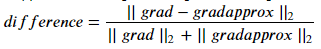 difference = || grad − gradapprox ||₂ / || grad ||₂ + || gradapprox ||₂